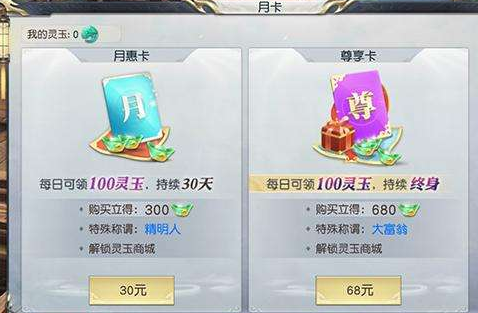 月卡
我的灵玉: 0
月惠卡
月
每日可领100灵玉，持续30天
购买立得: 300
特殊称谓: 精明人
解锁灵玉商城
30元
尊享卡
尊
每日可领100灵玉，持续 终身
购买立得: 680
特殊称谓: 大富翁
解锁灵玉商城
68元